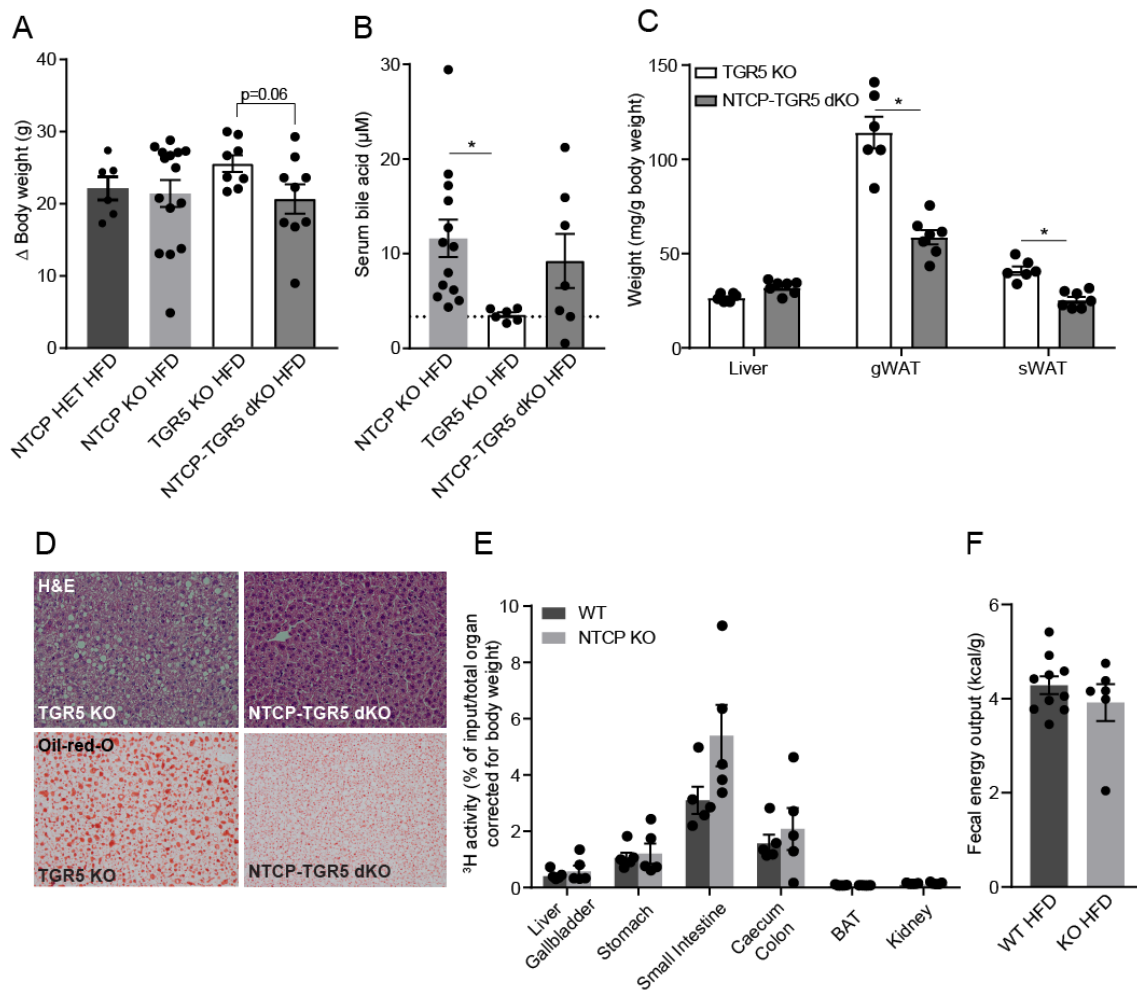 A
Δ Body weight (g)
40
30
20
10
0
p=0.06
NTCP HET HFD
NTCP KO HFD
TGR5 KO HFD
NTCP-TGR5 dKO HFD
B
Serum bile acid (µM)
30
20
10
0
*
NTCP KO HFD
TGR5 KO HFD
NTCP-TGR5 dKO HFD
C
Weight (mg/g body weight)
150
100
50
0
TGR5 KO
NTCP-TGR5 dKO
*
*
Liver
gWAT
sWAT
D
H&E
TGR5 KO
NTCP-TGR5 dKO
Oil-red-O
TGR5 KO
NTCP-TGR5 dKO
E
³H activity (% of input/total organ
corrected for body weight)
10
8
6
4
2
0
WT
NTCP KO
Liver
Gallbladder
Stomach
Small Intestine
Caecum
Colon
BAT
Kidney
F
Fecal energy output (kcal/g)
6
4
2
0
WT HFD
KO HFD